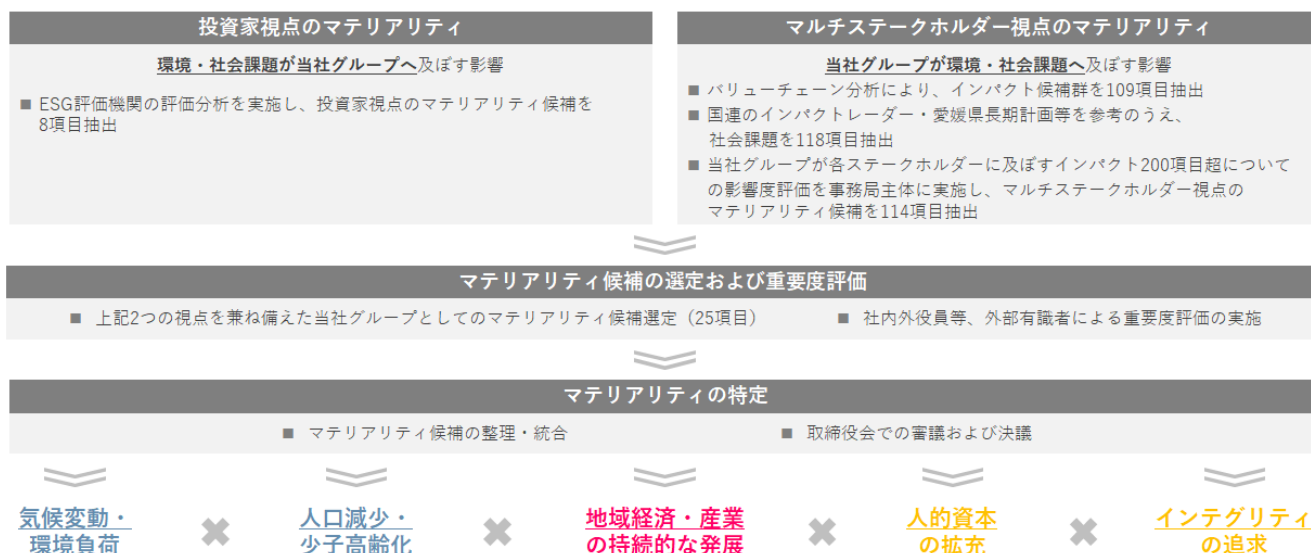 投資家視点のマテリアリティ
環境・社会課題が当社グループへ及ぼす影響
■ ESG評価機関の評価分析を実施し、投資家視点のマテリアリティ候補を
8項目抽出
マルチステークホルダー視点のマテリアリティ
当社グループが環境・社会課題へ及ぼす影響
■ バリューチェーン分析により、インパクト候補群を109項目抽出
■ 国連のインパクトレーダー・愛媛県長期計画等を参考のうえ、
社会課題を118項目抽出
■ 当社グループが各ステークホルダーに及ぼすインパクト200項目超について
の影響度評価を事務局主体に実施し、マルチステークホルダー視点の
マテリアリティ候補を114項目抽出
マテリアリティ候補の選定および重要度評価
■ 上記2つの視点を兼ね備えた当社グループとしてのマテリアリティ候補選定（25項目）
■ 社内外役員等、外部有識者による重要度評価の実施
マテリアリティの特定
■ マテリアリティ候補の整理・統合
■ 取締役会での審議および決議
気候変動・
環境負荷
人口減少・
少子高齢化
地域経済・産業
の持続的な発展
人的資本
の拡充
インテグリティ
の追求